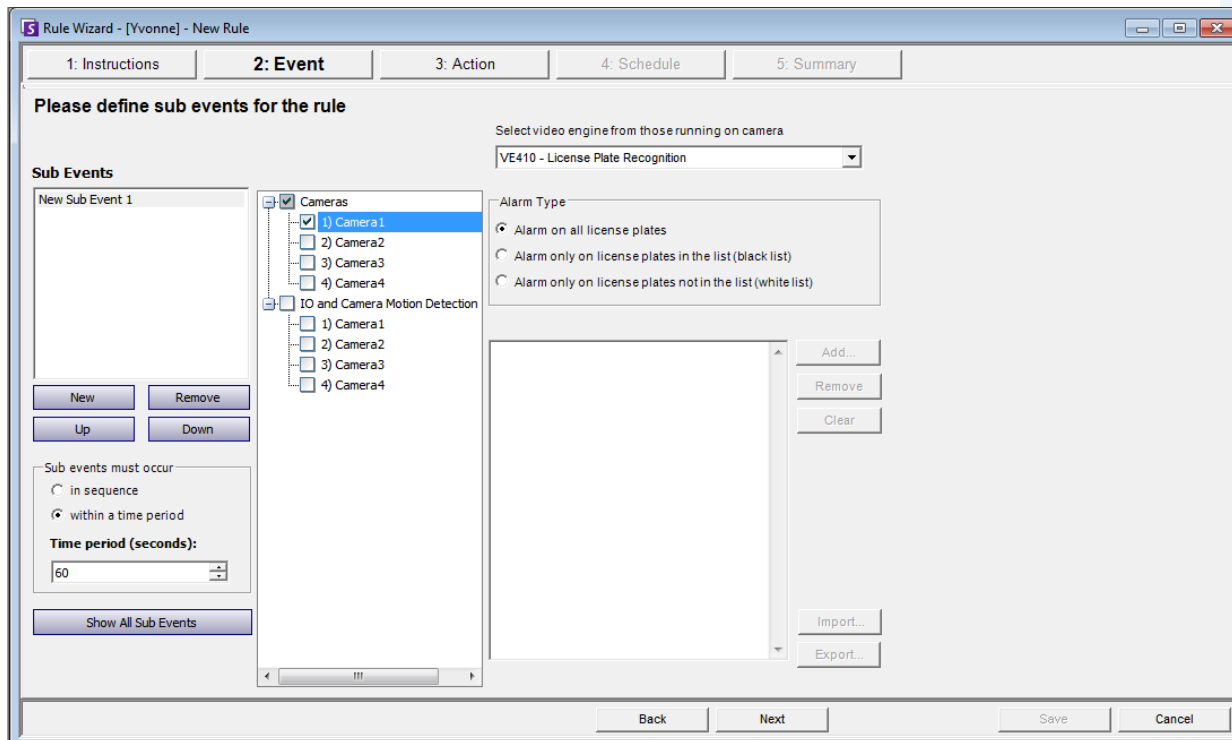 Rule Wizard - [Yvonne] - New Rule
1: Instructions
2: Event
3: Action
4: Schedule
5: Summary
Please define sub events for the rule
Select video engine from those running on camera
VE410 - License Plate Recognition
Sub Events
New Sub Event 1
New
Remove
Up
Down
Sub events must occur
in sequence
within a time period
Time period (seconds):
60
Show All Sub Events
Cameras
1) Camera1
2) Camera2
3) Camera3
4) Camera4
IO and Camera Motion Detection
1) Camera1
2) Camera2
3) Camera3
4) Camera4
Alarm Type
Alarm on all license plates
Alarm only on license plates in the list (black list)
Alarm only on license plates not in the list (white list)
Add...
Remove
Clear
Import...
Export...
Back
Next
Save
Cancel